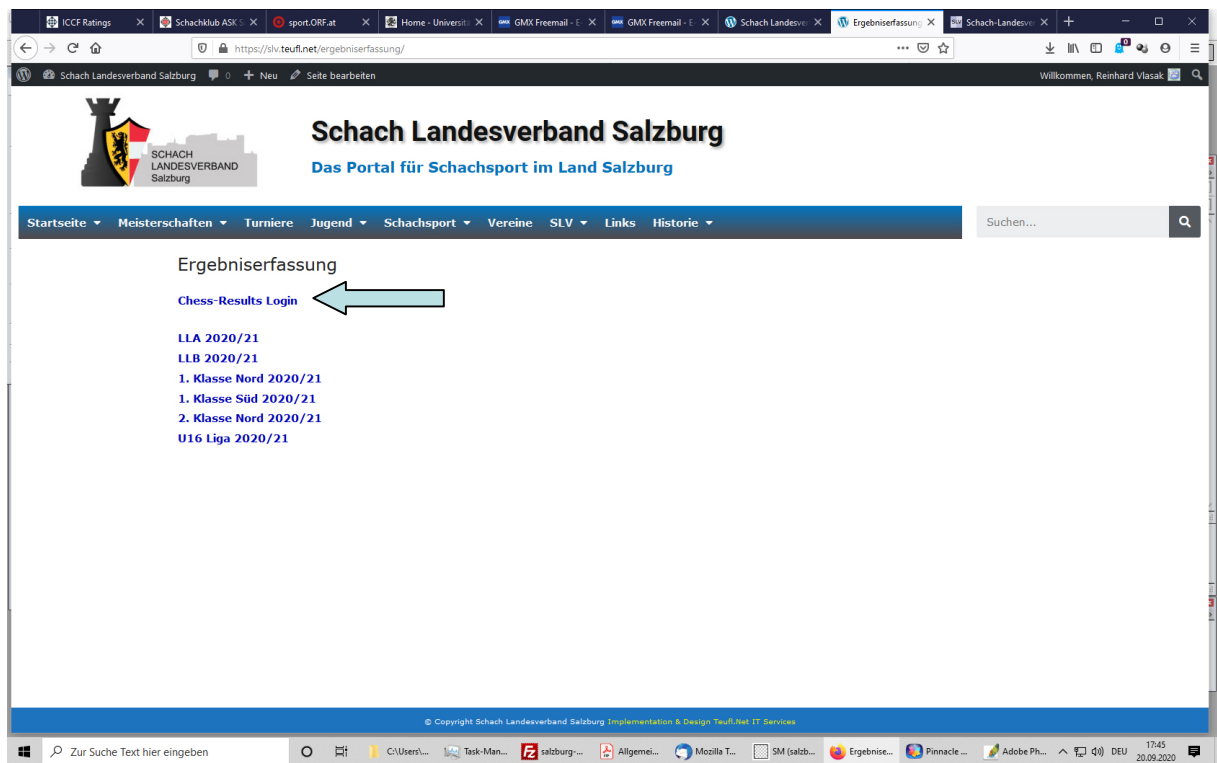 ICCF Ratings
Schachklub ASK S
sport.ORF.at
Home - Universitä
GMX Freemail - E-
GMX Freemail - E-
Schach Landesver
Ergebniserfassung
Schach-Landesve
https://slv.teufl.net/ergebniserfassung/
0
Schach Landesverband Salzburg
0
Neu
Seite bearbeiten
Willkommen, Reinhard Vlasak
SCHACH
LANDESVERBAND
Salzburg
Schach Landesverband Salzburg
Das Portal für Schachsport im Land Salzburg
Startseite Meisterschaften Turniere Jugend Schachsport Vereine SLV Links Historie
Suchen...
Ergebniserfassung
Chess-Results Login
LLA 2020/21
LLB 2020/21
1. Klasse Nord 2020/21
1. Klasse Süd 2020/21
2. Klasse Nord 2020/21
U16 Liga 2020/21
© Copyright Schach Landesverband Salzburg Implementation & Design Teufl.Net IT Services
Zur Suche Text hier eingeben
C:\Users\...
Task-Man...
salzburg-...
Allgemei...
Mozilla T...
SM (salzb...
Ergebnise...
Pinnacle ...
Adobe Ph...
DEU
17:45
20.09.2020